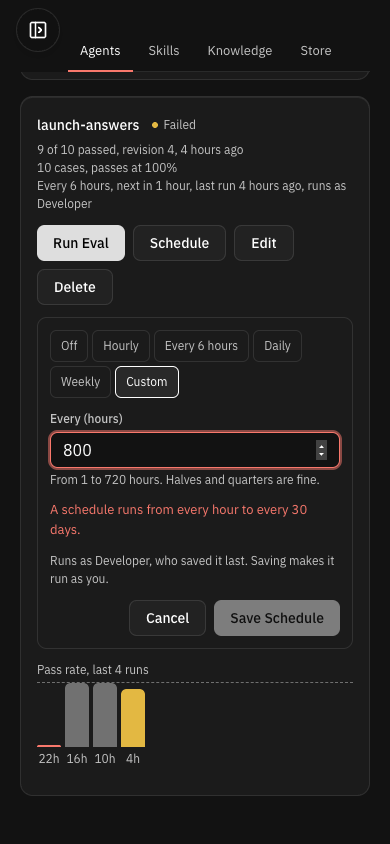 Agents Skills Knowledge Store
launch-answers Failed
9 of 10 passed, revision 4, 4 hours ago
10 cases, passes at 100%
Every 6 hours, next in 1 hour, last run 4 hours ago, runs as
Developer
Run Eval Schedule Edit
Delete
Off Hourly Every 6 hours Daily
Weekly Custom
Every (hours)
800
From 1 to 720 hours. Halves and quarters are fine.
A schedule runs from every hour to every 30
days.
Runs as Developer, who saved it last. Saving makes it
run as you.
Cancel Save Schedule
Pass rate, last 4 runs
22h 16h 10h 4h